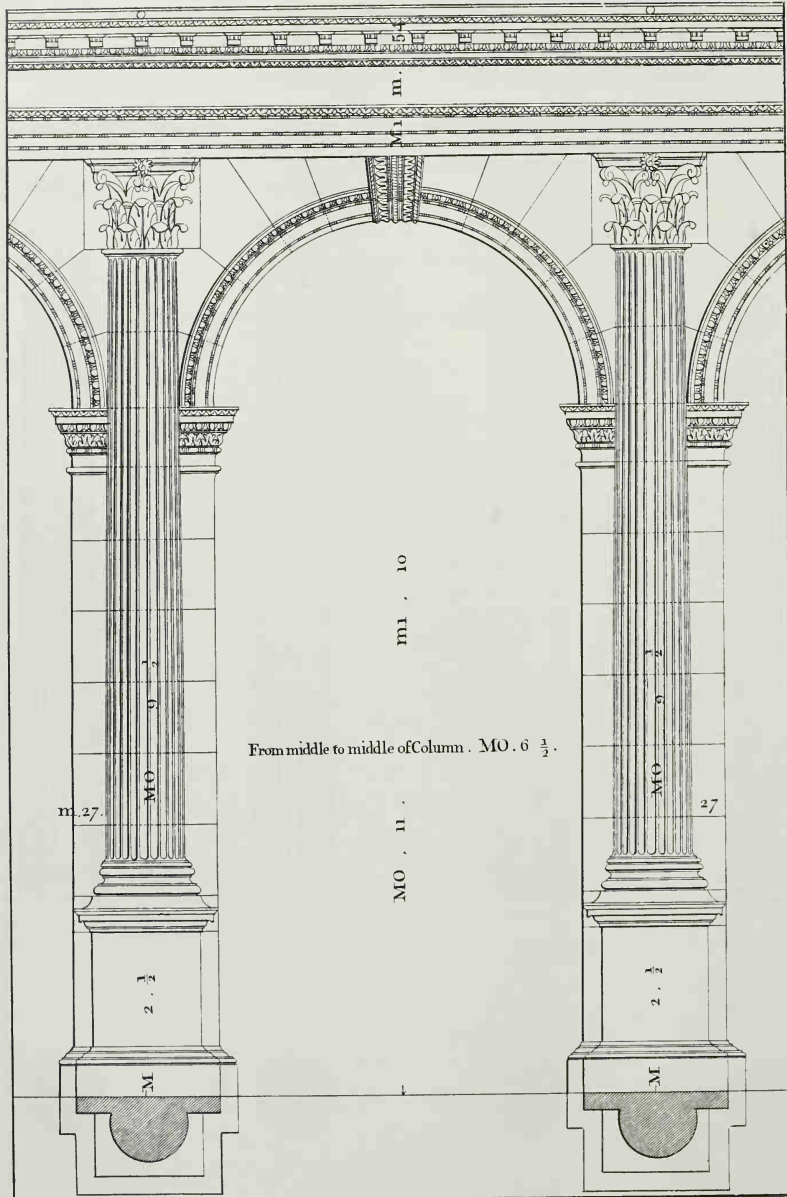 M1 m. 54
MO . 11 . m1 . 10
MO 9 1/2
MO 9 1/2
From middle to middle of Column . MO . 6 1/2 .
m. 27.
27
M 2 . 1/2
M 2 . 1/2